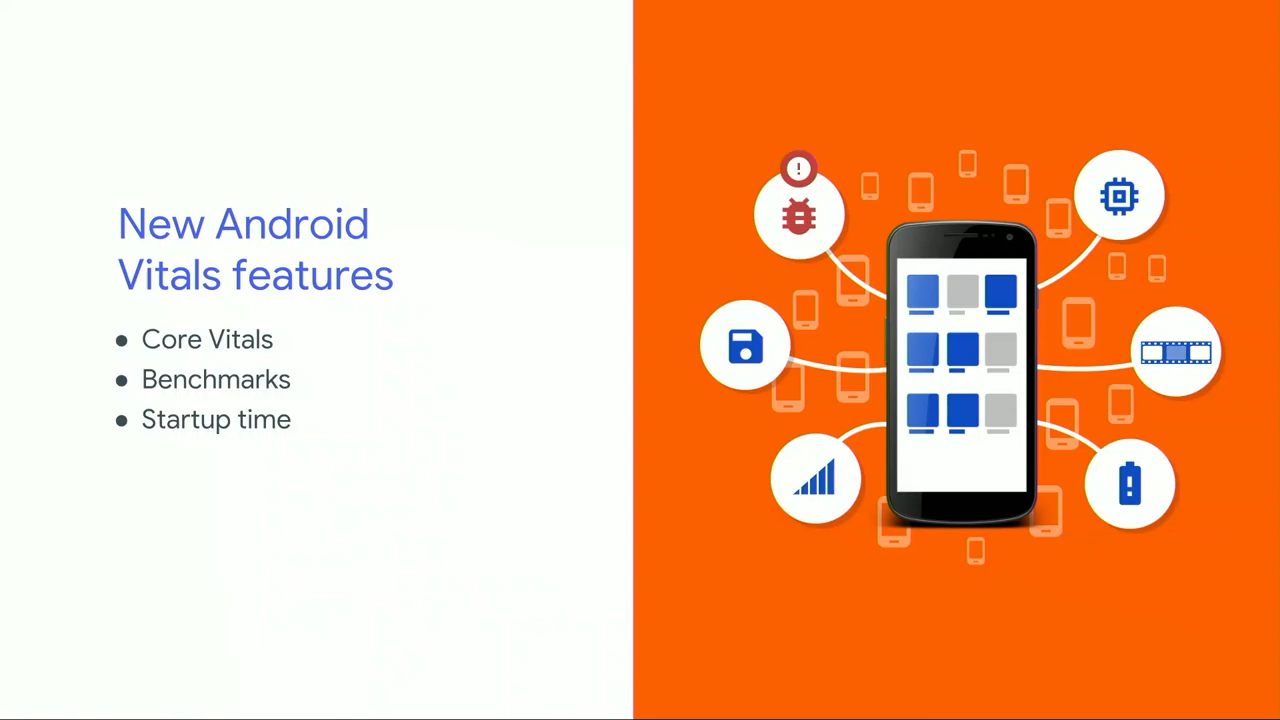 New Android
Vitals features
● Core Vitals
● Benchmarks
● Startup time